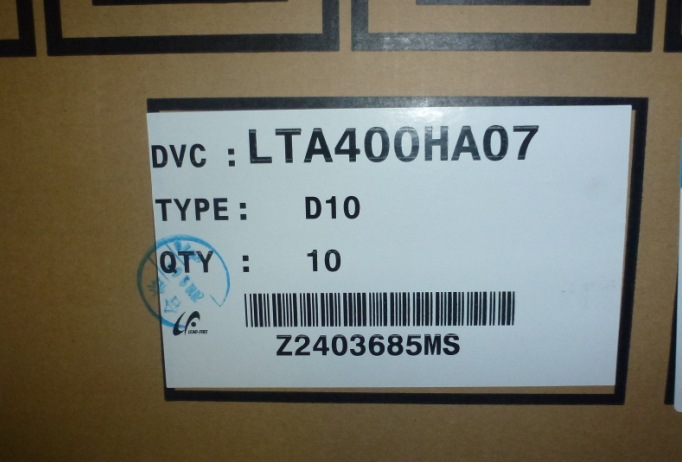 DVC : LTA400HA07
TYPE : D10
QTY : 10
Z2403685MS